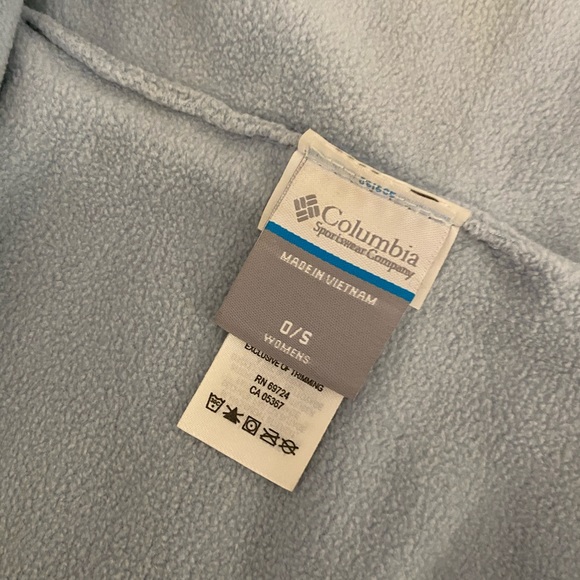 Columbia
Sportswear Company
MADE IN VIETNAM
O/S
WOMENS
EXCLUSIVE OF TRIMMING
RN 69724
CA 05367